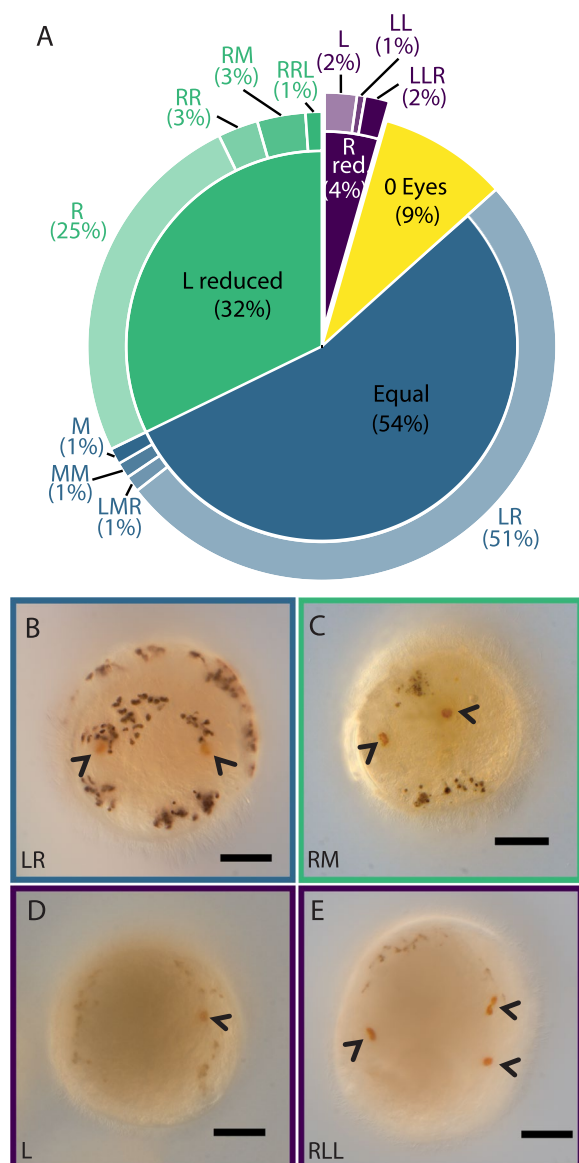 A
L
(2%)
LL
(1%)
LLR
(2%)
RM
(3%)
RRL
(1%)
RR
(3%)
R
(25%)
R
red.
(4%)
0 Eyes
(9%)
L reduced
(32%)
Equal
(54%)
M
(1%)
MM
(1%)
LMR
(1%)
LR
(51%)
B
LR
C
RM
D
L
E
RLL